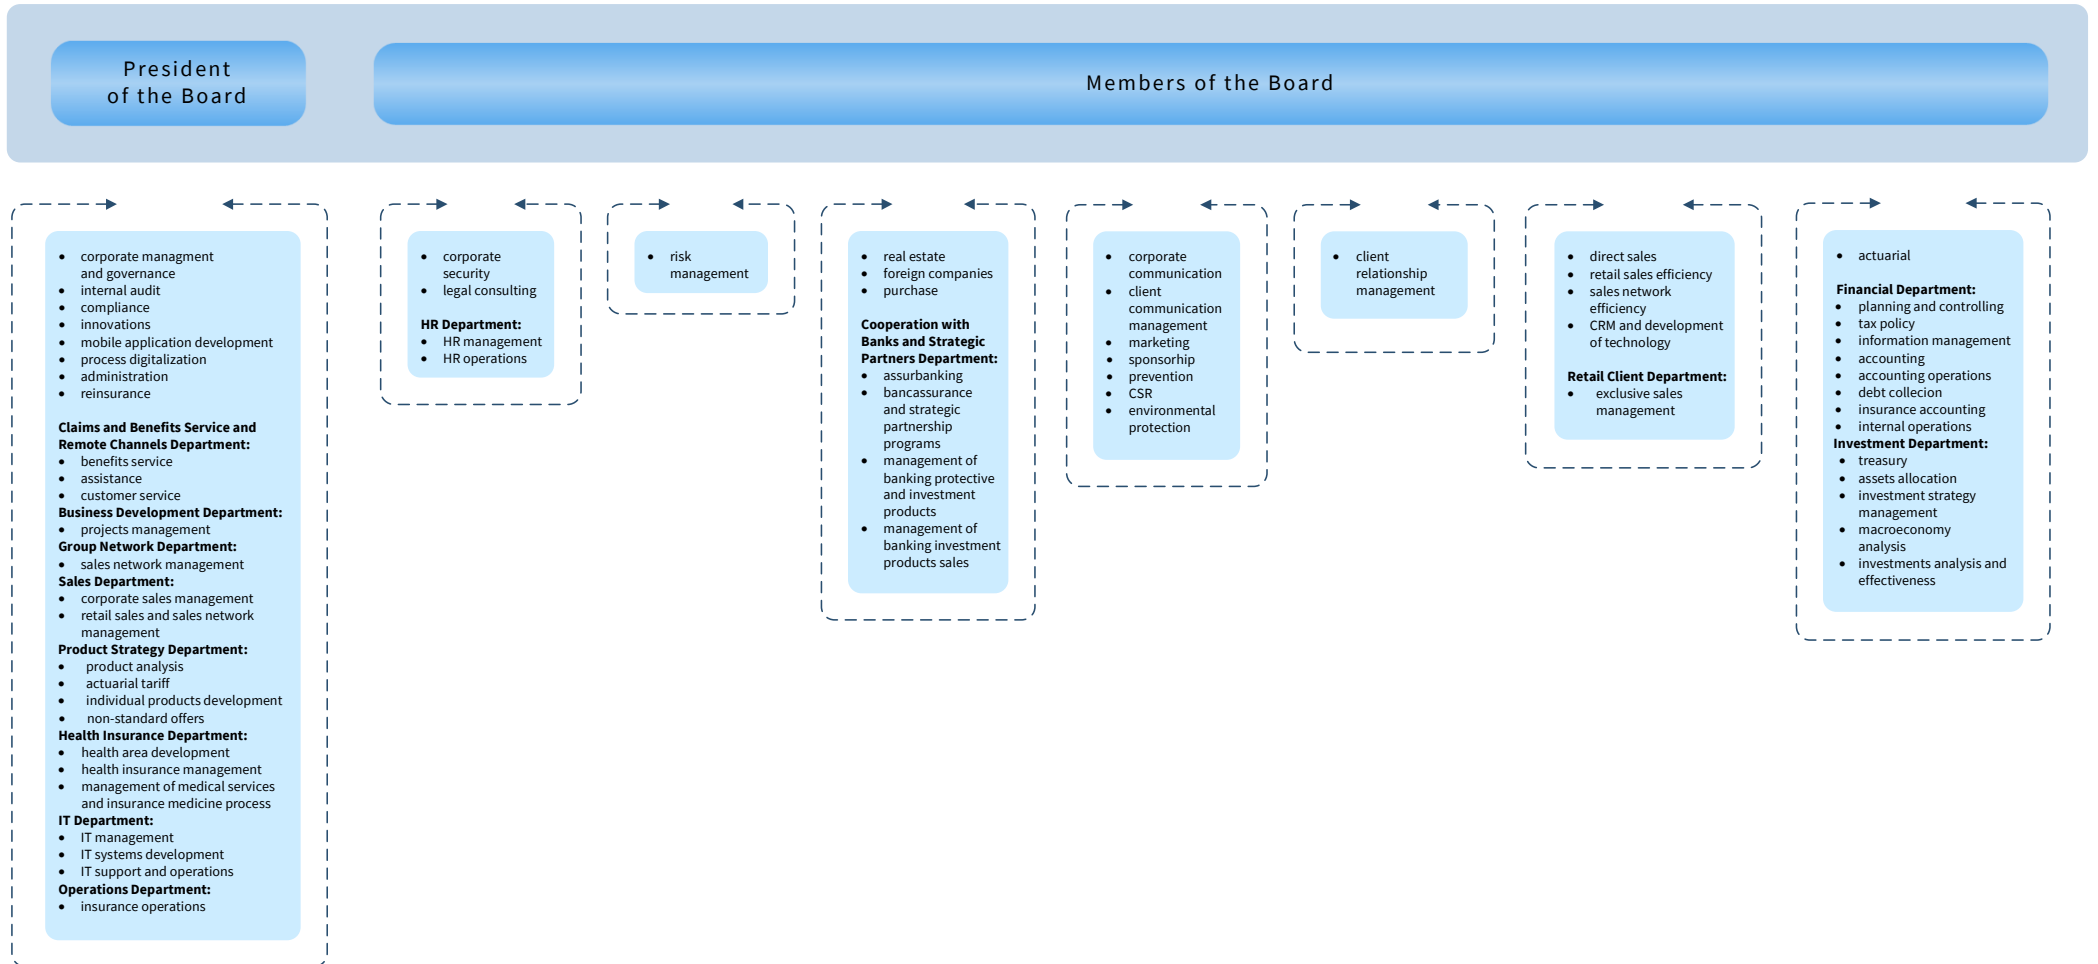 President
of the Board
Members of the Board
• corporate managment
and governance
• internal audit
• compliance
• innovations
• mobile application development
• process digitalization
• administration
• reinsurance
Claims and Benefits Service and
Remote Channels Department:
• benefits service
• assistance
• customer service
Business Development Department:
• projects management
Group Network Department:
• sales network management
Sales Department:
• corporate sales management
• retail sales and sales network
management
Product Strategy Department:
• product analysis
• actuarial tariff
• individual products development
• non-standard offers
Health Insurance Department:
• health area development
• health insurance management
• management of medical services
and insurance medicine process
IT Department:
• IT management
• IT systems development
• IT support and operations
Operations Department:
• insurance operations
• corporate
security
• legal consulting
HR Department:
• HR management
• HR operations
• risk
management
• real estate
• foreign companies
• purchase
Cooperation with
Banks and Strategic
Partners Department:
• assurbanking
• bancassurance
and strategic
partnership
programs
• management of
banking protective
and investment
products
• management of
banking investment
products sales
• corporate
communication
• client
communication
management
• marketing
• sponsorhip
• prevention
• CSR
• environmental
protection
• client
relationship
management
• direct sales
• retail sales efficiency
• sales network
efficiency
• CRM and development
of technology
Retail Client Department:
• exclusive sales
management
• actuarial
Financial Department:
• planning and controlling
• tax policy
• information management
• accounting
• accounting operations
• debt collecion
• insurance accounting
• internal operations
Investment Department:
• treasury
• assets allocation
• investment strategy
management
• macroeconomy
analysis
• investments analysis and
effectiveness